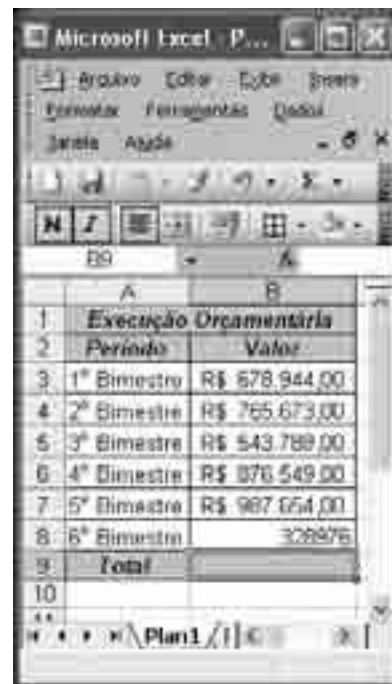 Microsoft Excel P...
Arquivo Editar Exibir Inserir
Formatar Ferramentas Dados
Janela Ajuda
N I
B9 fx
A B
1 Execução Orçamentária
2 Período Valor
3 1º Bimestre R$ 678.944,00
4 2º Bimestre R$ 765.673,00
5 3º Bimestre R$ 543.788,00
6 4º Bimestre R$ 876.549,00
7 5º Bimestre R$ 987.654,00
8 6º Bimestre 328976
9 Total
10
Plan1